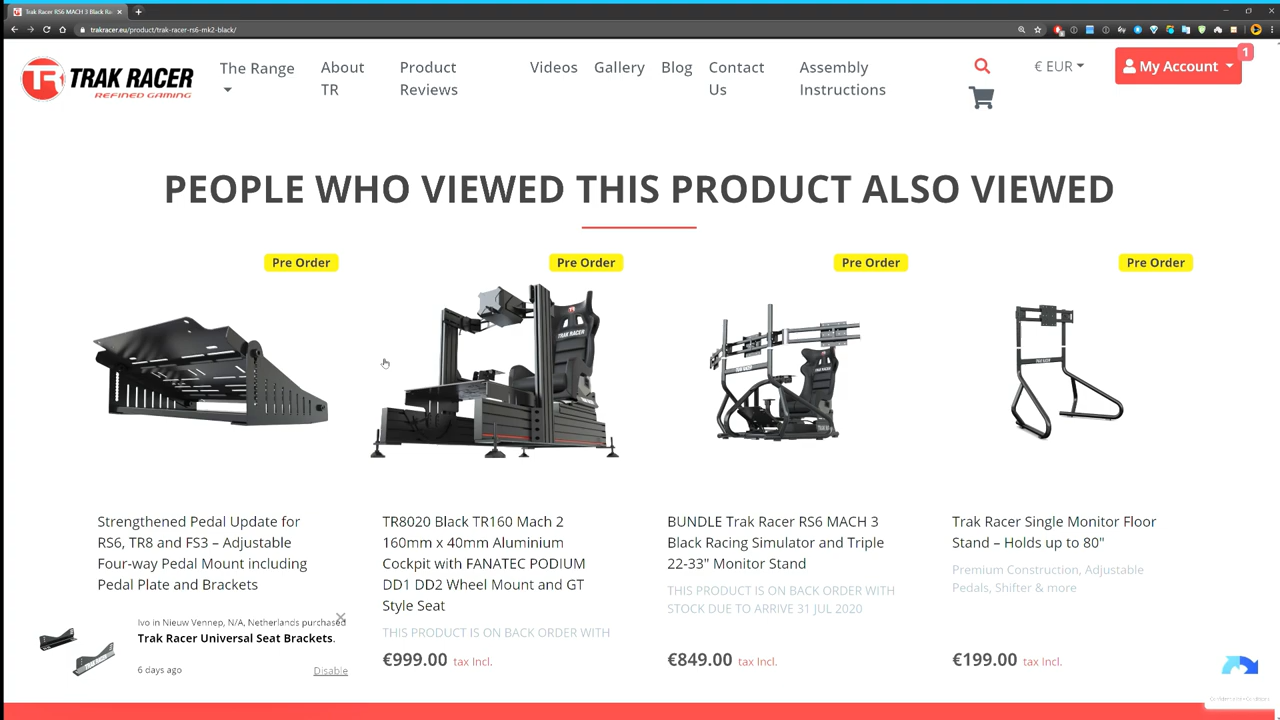 Trak Racer RS6 MACH 3 Black Ra
trakracer.eu/product/trak-racer-rs6-mk2-black/
TR TRAK RACER
REFINED GAMING
The Range
About TR
Product Reviews
Videos
Gallery
Blog
Contact Us
Assembly Instructions
€ EUR
My Account
1
PEOPLE WHO VIEWED THIS PRODUCT ALSO VIEWED
Pre Order
Pre Order
Pre Order
Pre Order
Strengthened Pedal Update for
RS6, TR8 and FS3 – Adjustable
Four-way Pedal Mount including
Pedal Plate and Brackets
TR8020 Black TR160 Mach 2
160mm x 40mm Aluminium
Cockpit with FANATEC PODIUM
DD1 DD2 Wheel Mount and GT
Style Seat
THIS PRODUCT IS ON BACK ORDER WITH
€999.00 tax Incl.
BUNDLE Trak Racer RS6 MACH 3
Black Racing Simulator and Triple
22-33" Monitor Stand
THIS PRODUCT IS ON BACK ORDER WITH
STOCK DUE TO ARRIVE 31 JUL 2020
€849.00 tax Incl.
Trak Racer Single Monitor Floor
Stand – Holds up to 80"
Premium Construction, Adjustable
Pedals, Shifter & more
€199.00 tax Incl.
Ivo in Nieuw Vennep, N/A, Netherlands purchased
Trak Racer Universal Seat Brackets.
6 days ago
Disable